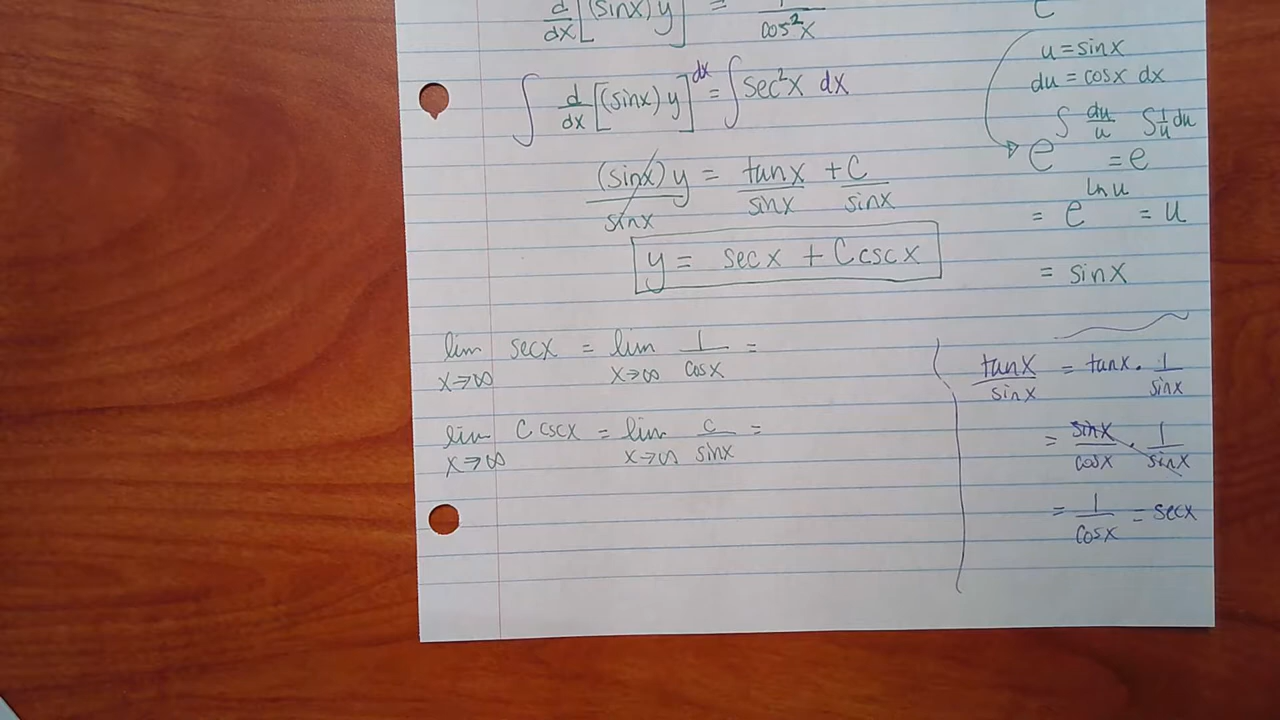 d/dx [(sinx) y] = 1/cos²x
∫ d/dx [(sinx) y] dx = ∫ sec²x dx
(sinx) y / sinx = tanx / sinx + C / sinx
y = secx + C cscx
lim x→∞ secx = lim x→∞ 1/cosx =
lim x→∞ C cscx = lim x→∞ c/sinx =
e
u = sinx
du = cosx dx
e^∫ du/u = e^∫ 1/u du
= e^ln u = u
= sinx
tanx/sinx = tanx · 1/sinx
= sinx/cosx · 1/sinx
= 1/cosx = secx